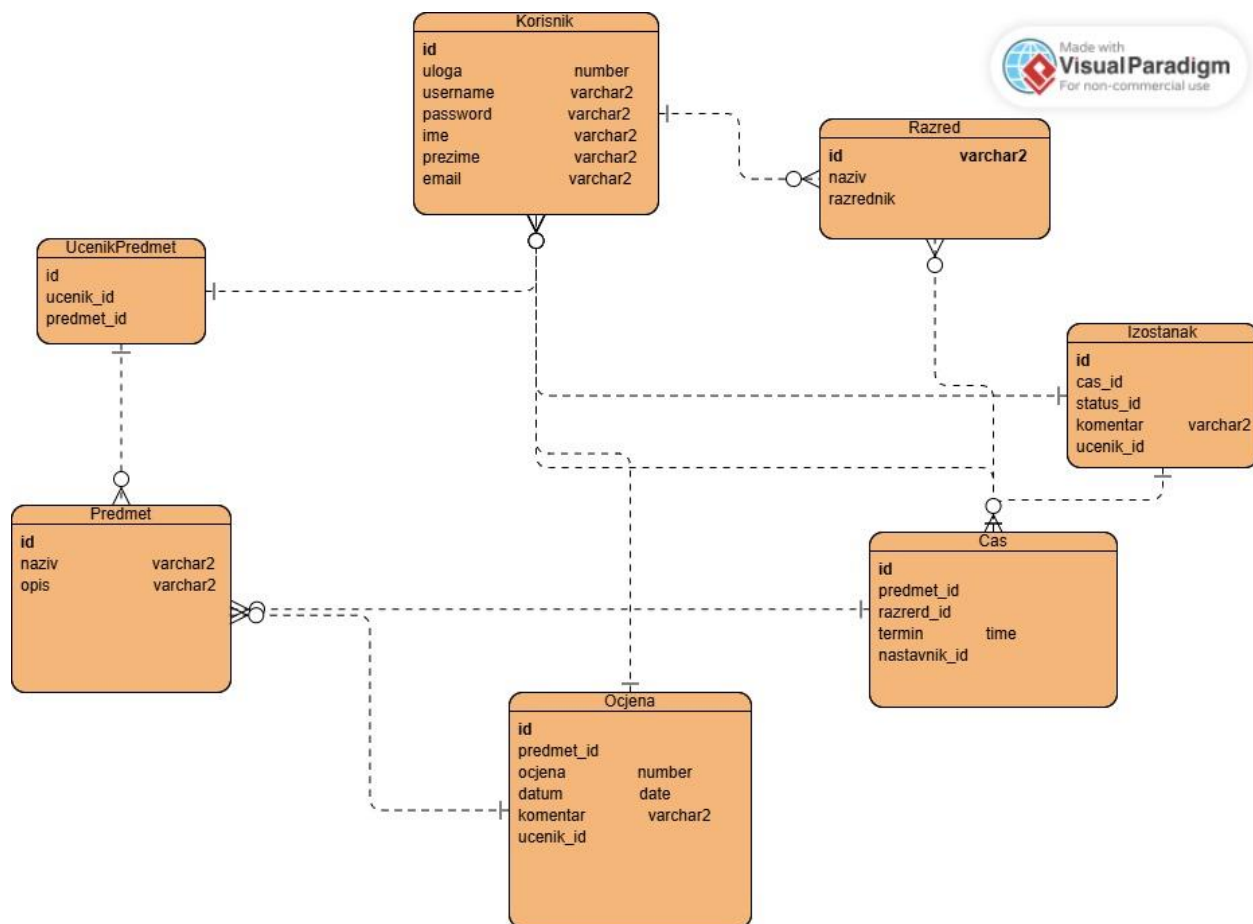 Korisnik
id
uloga number
username varchar2
password varchar2
ime varchar2
prezime varchar2
email varchar2
Made with
Visual Paradigm
For non-commercial use
Razred
id varchar2
naziv
razrednik
UcenikPredmet
id
ucenik_id
predmet_id
Izostanak
id
cas_id
status_id
komentar varchar2
ucenik_id
Predmet
id
naziv varchar2
opis varchar2
Cas
id
predmet_id
razrerd_id
termin time
nastavnik_id
Ocjena
id
predmet_id
ocjena number
datum date
komentar varchar2
ucenik_id